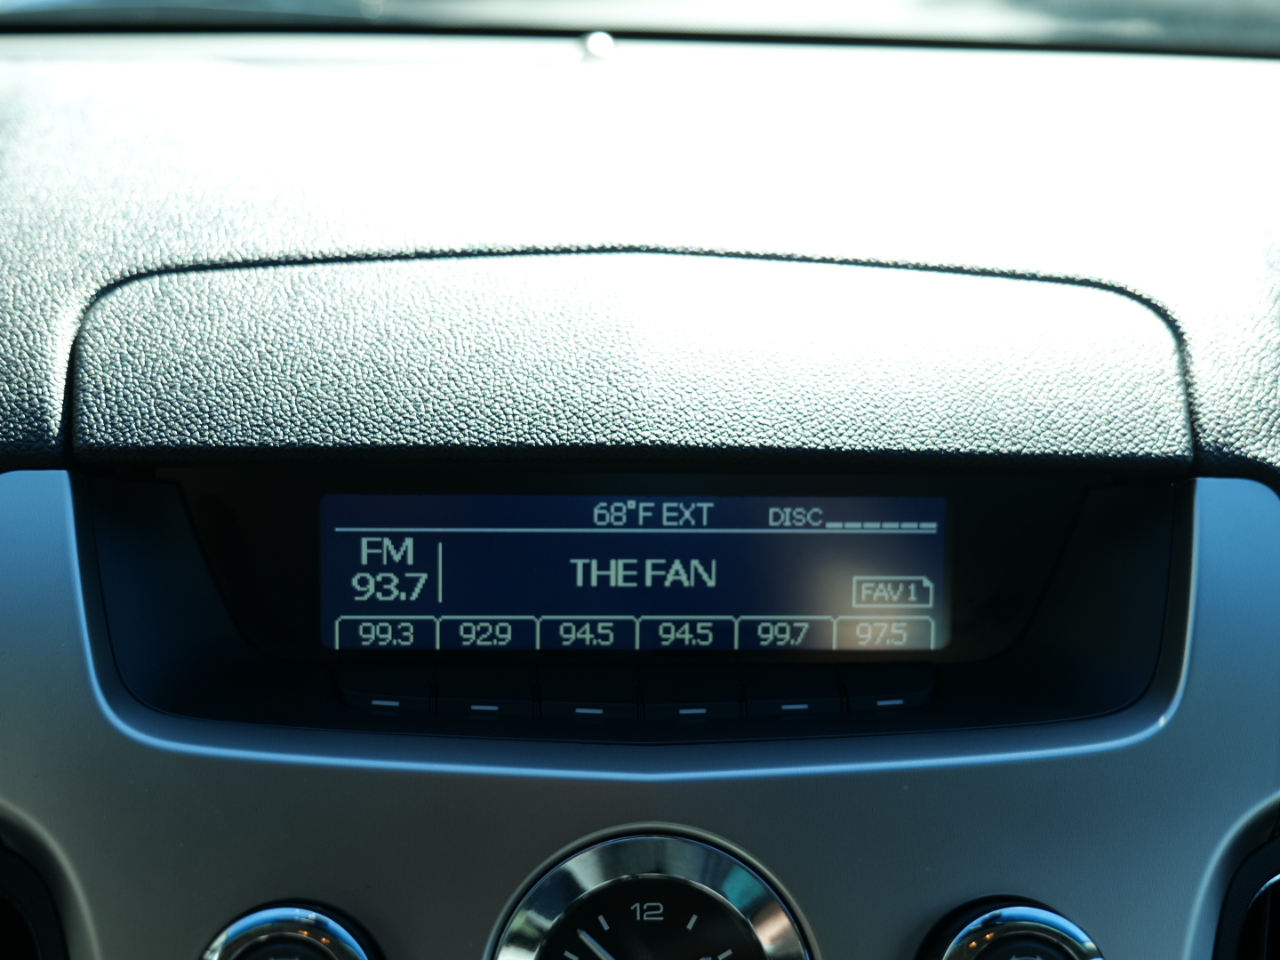 68°F EXT DISC
FM
93.7 THE FAN
FAV 1
99.3 92.9 94.5 94.5 99.7 97.5
12